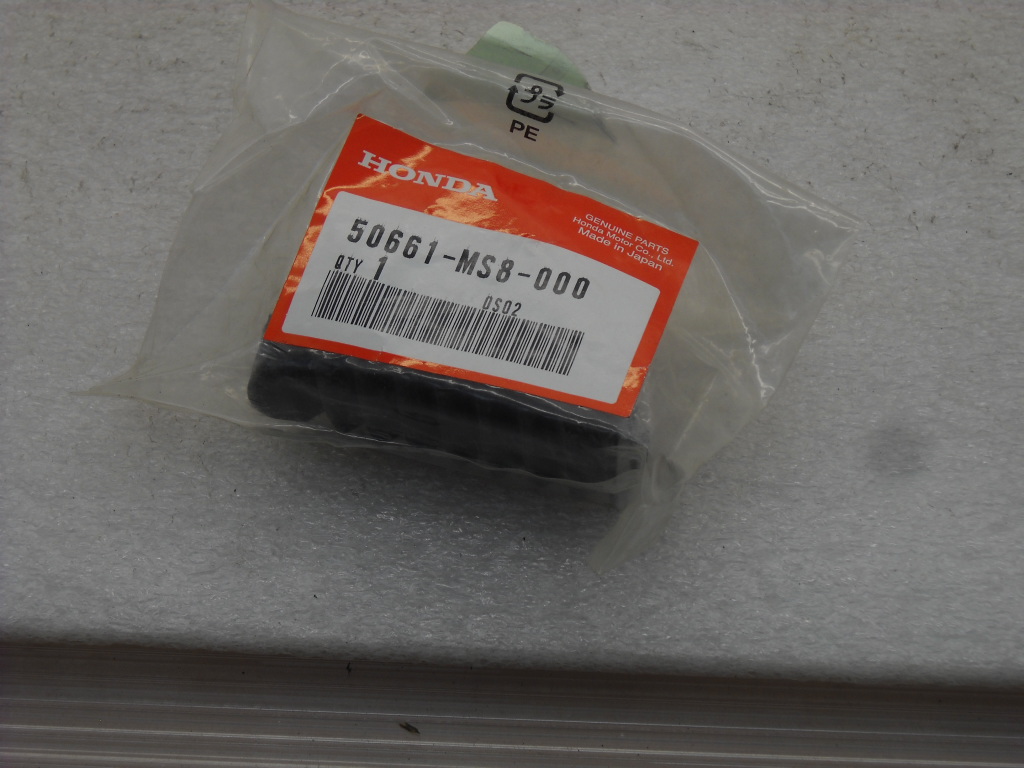 プラ
PE
HONDA
GENUINE PARTS
Honda Motor Co., Ltd.
Made in Japan
50661-MS8-000
QTY 1
0S02